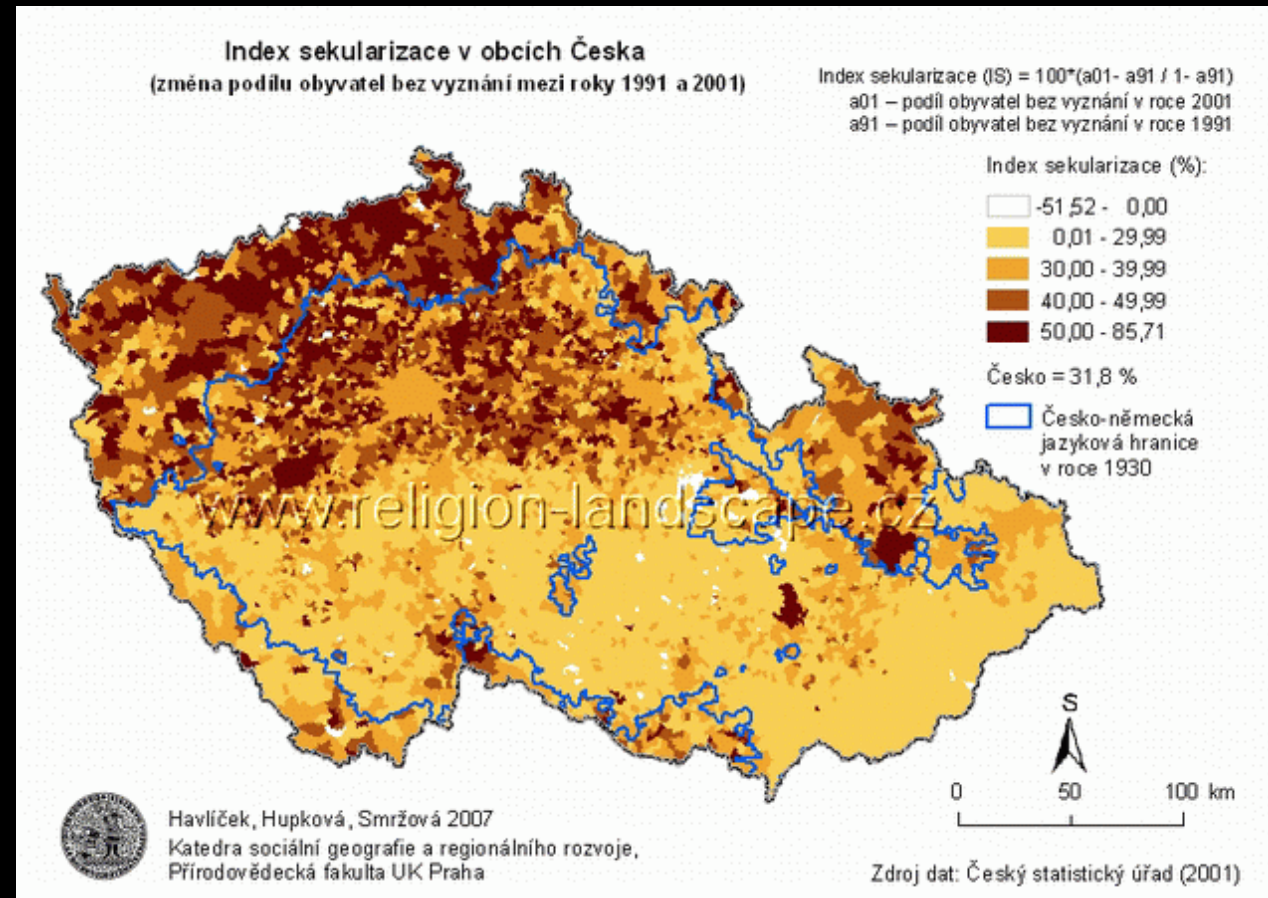 Index sekularizace v obcích Česka
(změna podílu obyvatel bez vyznání mezi roky 1991 a 2001)
Index sekularizace (IS) = 100*(a01- a91 / 1- a91)
a01 – podíl obyvatel bez vyznání v roce 2001
a91 – podíl obyvatel bez vyznání v roce 1991
Index sekularizace (%):
-51,52 - 0,00
0,01 - 29,99
30,00 - 39,99
40,00 - 49,99
50,00 - 85,71
Česko = 31,8 %
Česko-německá
jazyková hranice
v roce 1930
www.religion-landscape.cz
S
0 50 100 km
Havlíček, Hupková, Smržová 2007
Katedra sociální geografie a regionálního rozvoje,
Přírodovědecká fakulta UK Praha
Zdroj dat: Český statistický úřad (2001)